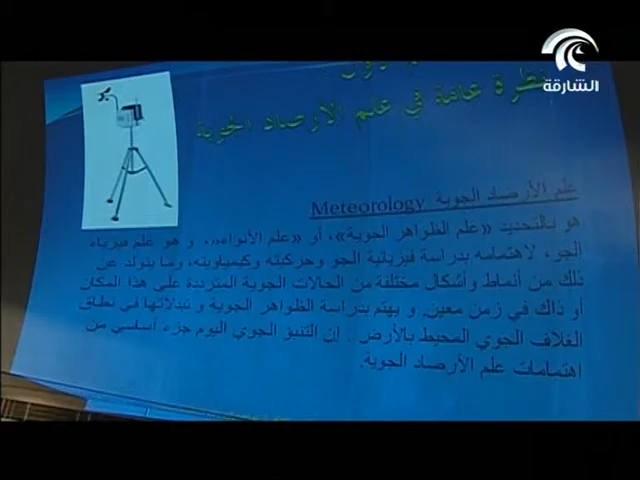 الشارقة
نظرة عامة في علم الأرصاد الجوية
علم الأرصاد الجوية Meteorology
هو بالتحديد «علم الظواهر الجوية»، أو «علم الأنواء»، و هو علم فيزياء
الجو، لاهتمامه بدراسة فيزيائية الجو وحركيته وكيمياويته، وما يتولد عن
ذلك من أنماط وأشكال مختلفة من الحالات الجوية المترددة على هذا المكان
أو ذاك في زمن معين. و يهتم بدراسة الظواهر الجوية و تبدلاتها في نطاق
الغلاف الجوي المحيط بالأرض .. إن التنبؤ الجوي اليوم جزء أساسي من
اهتمامات علم الأرصاد الجوية.